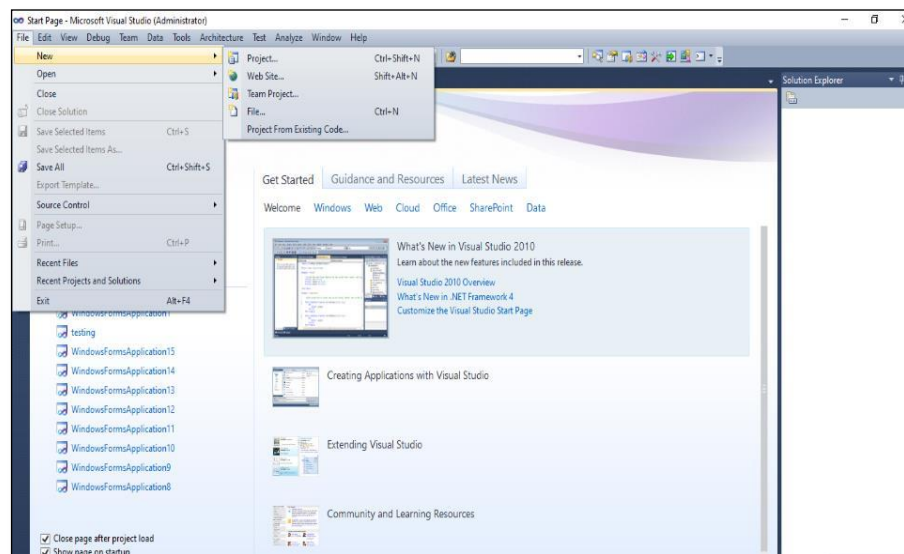 Start Page - Microsoft Visual Studio (Administrator)
File Edit View Debug Team Data Tools Architecture Test Analyze Window Help
New
Open
Close
Close Solution
Save Selected Items Ctrl+S
Save Selected Items As...
Save All Ctrl+Shift+S
Export Template...
Source Control
Page Setup...
Print... Ctrl+P
Recent Files
Recent Projects and Solutions
Exit Alt+F4
Project... Ctrl+Shift+N
Web Site... Shift+Alt+N
Team Project...
File... Ctrl+N
Project From Existing Code...
WindowsFormsApplication1
testing
WindowsFormsApplication15
WindowsFormsApplication14
WindowsFormsApplication13
WindowsFormsApplication12
WindowsFormsApplication11
WindowsFormsApplication10
WindowsFormsApplication9
WindowsFormsApplication8
Close page after project load
Show page on startup
Get Started Guidance and Resources Latest News
Welcome Windows Web Cloud Office SharePoint Data
What's New in Visual Studio 2010
Learn about the new features included in this release.
Visual Studio 2010 Overview
What's New in .NET Framework 4
Customize the Visual Studio Start Page
Creating Applications with Visual Studio
Extending Visual Studio
Community and Learning Resources
Solution Explorer